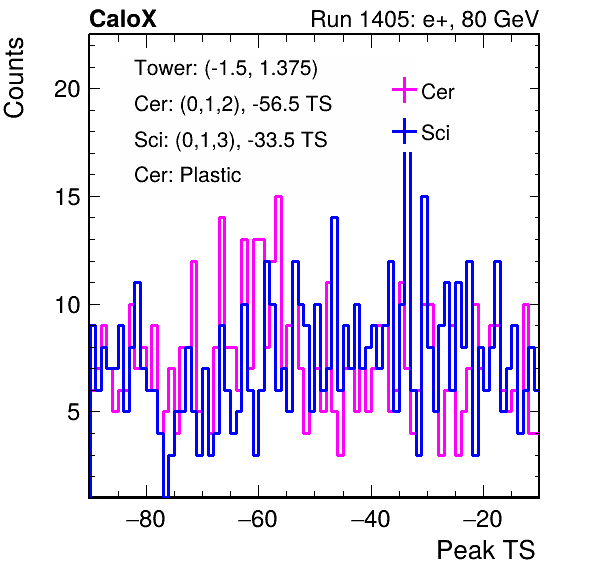 CaloX Run 1405: e+, 80 GeV
Counts
Tower: (-1.5, 1.375)
Cer: (0,1,2), -56.5 TS
Sci: (0,1,3), -33.5 TS
Cer: Plastic
Cer
Sci
20
15
10
5
−80 −60 −40 −20
Peak TS